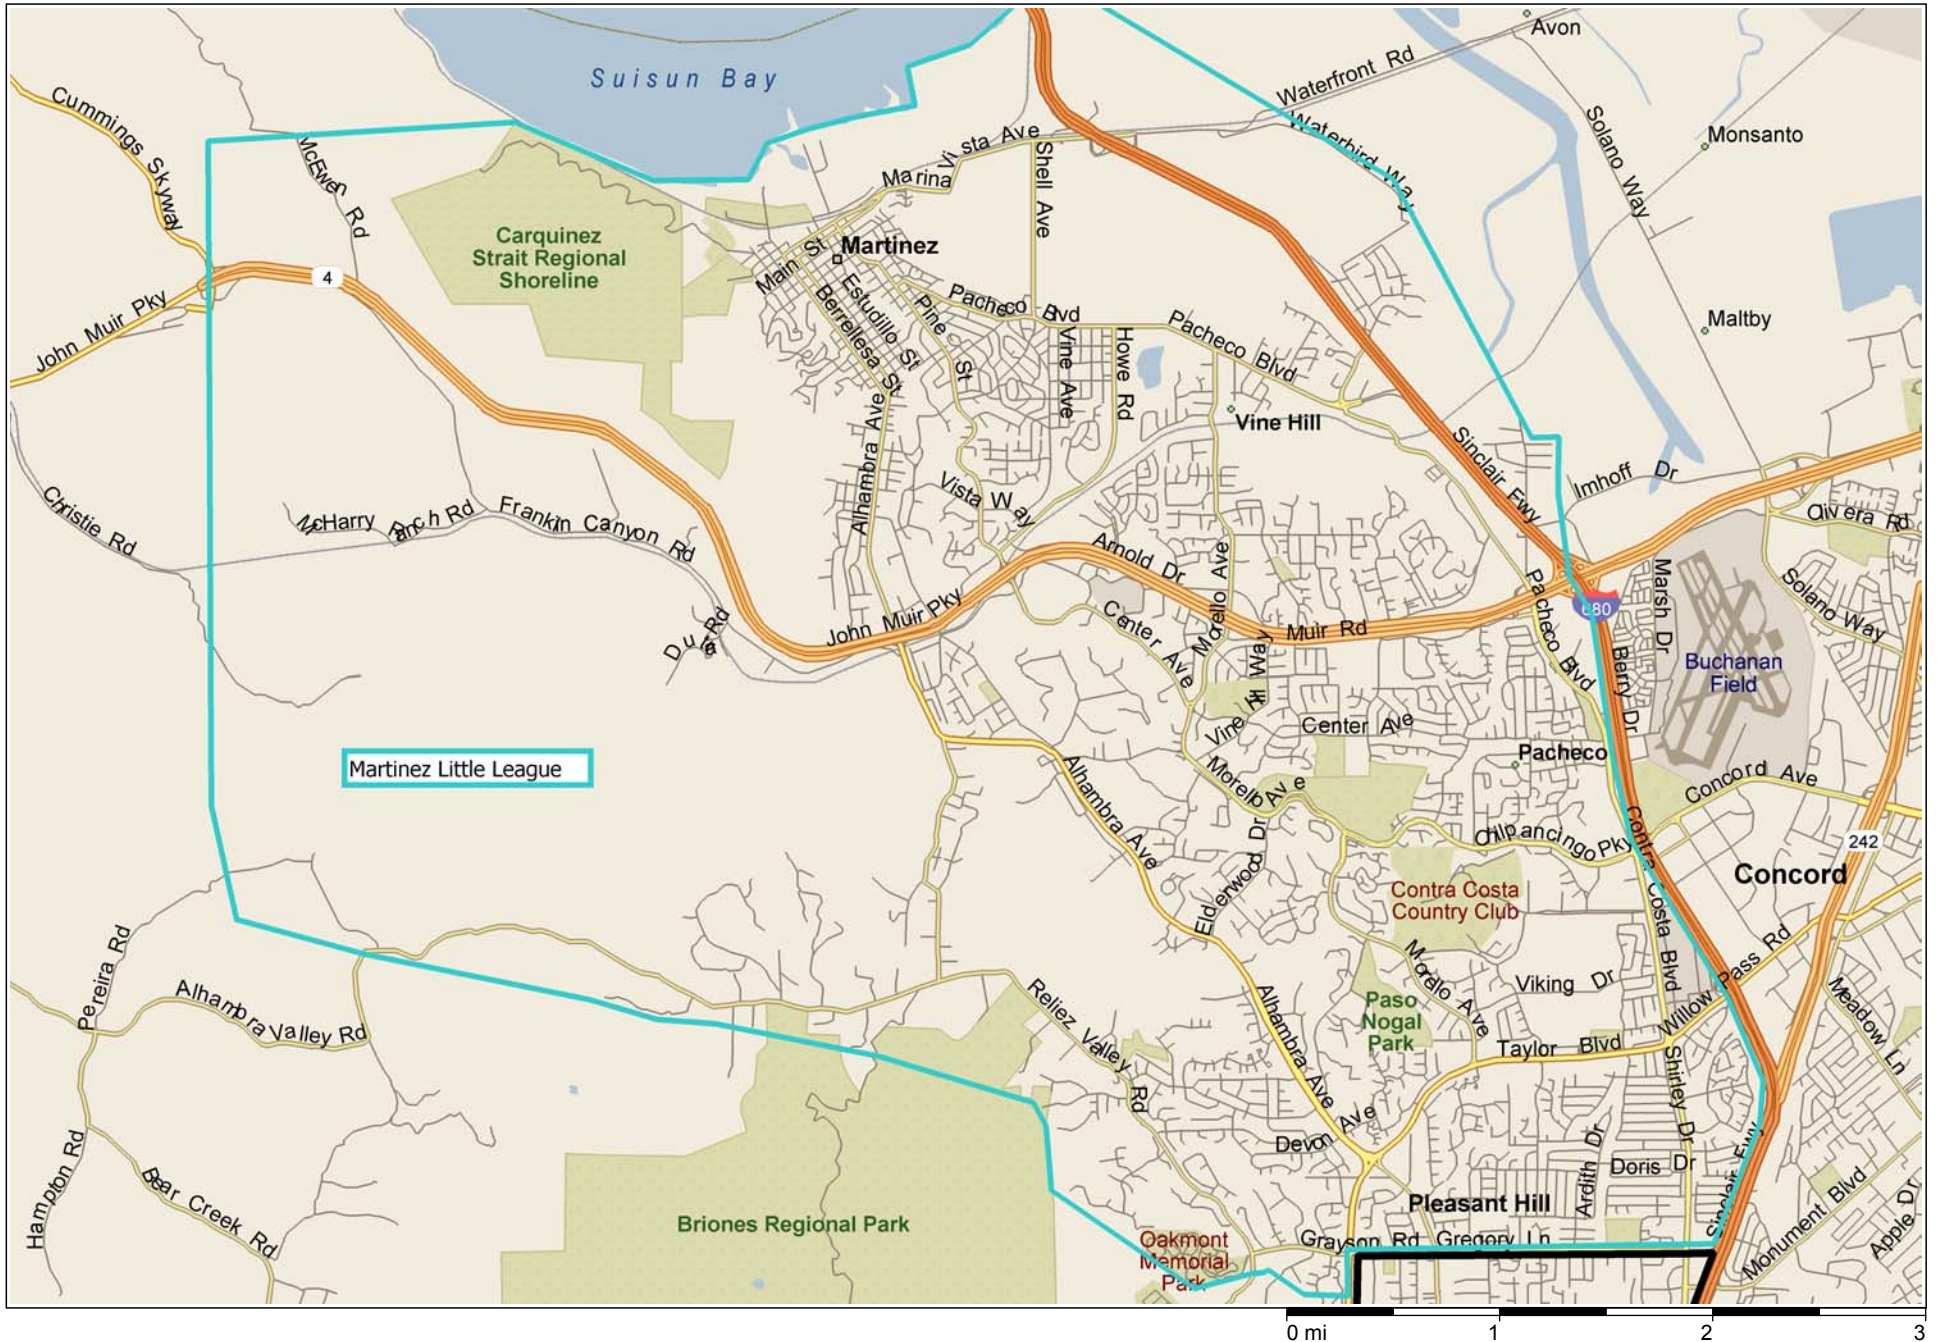 Suisun Bay
Avon
Waterfront Rd
Cummings Skyway
McEwen Rd
Vista Ave
Marina
Shell Ave
Waterbird Way
Solano Way
Monsanto
Carquinez
Strait Regional
Shoreline
Martinez
Main St
4
John Muir Pky
Estudillo St
Berrellesa St
Pine St
Pacheco Blvd
Pacheco Blvd
Maltby
Vine Ave
Howe Rd
Vine Hill
Alhambra Ave
Sinclair Fwy
Imhoff Dr
Christie Rd
McHarry Ranch Rd
Frankin Canyon Rd
Vista Way
Olivera Rd
Arnold Dr
Morello Ave
Marsh Dr
Solano Way
John Muir Pky
Center Ave
Muir Rd
Pacheco Blvd
680
Berry Dr
Buchanan
Field
Dutra Rd
Vine Hill Way
Center Ave
Pacheco
Martinez Little League
Alhambra Ave
Morello Ave
Concord Ave
Chilpancingo Pky
Contra Costa Blvd
242
Concord
Elderwood Dr
Contra Costa
Country Club
Pereira Rd
Alhambra Valley Rd
Reliez Valley Rd
Alhambra Ave
Morello Ave
Viking Dr
Willow Pass Rd
Paso
Nogal
Park
Meadow Ln
Taylor Blvd
Shirley Dr
Devon Ave
Ardith Dr
Doris Dr
Sinclair Fwy
Hampton Rd
Bear Creek Rd
Briones Regional Park
Oakmont
Memorial
Park
Pleasant Hill
Grayson Rd
Gregory Ln
Monument Blvd
Apple Dr
0 mi 1 2 3